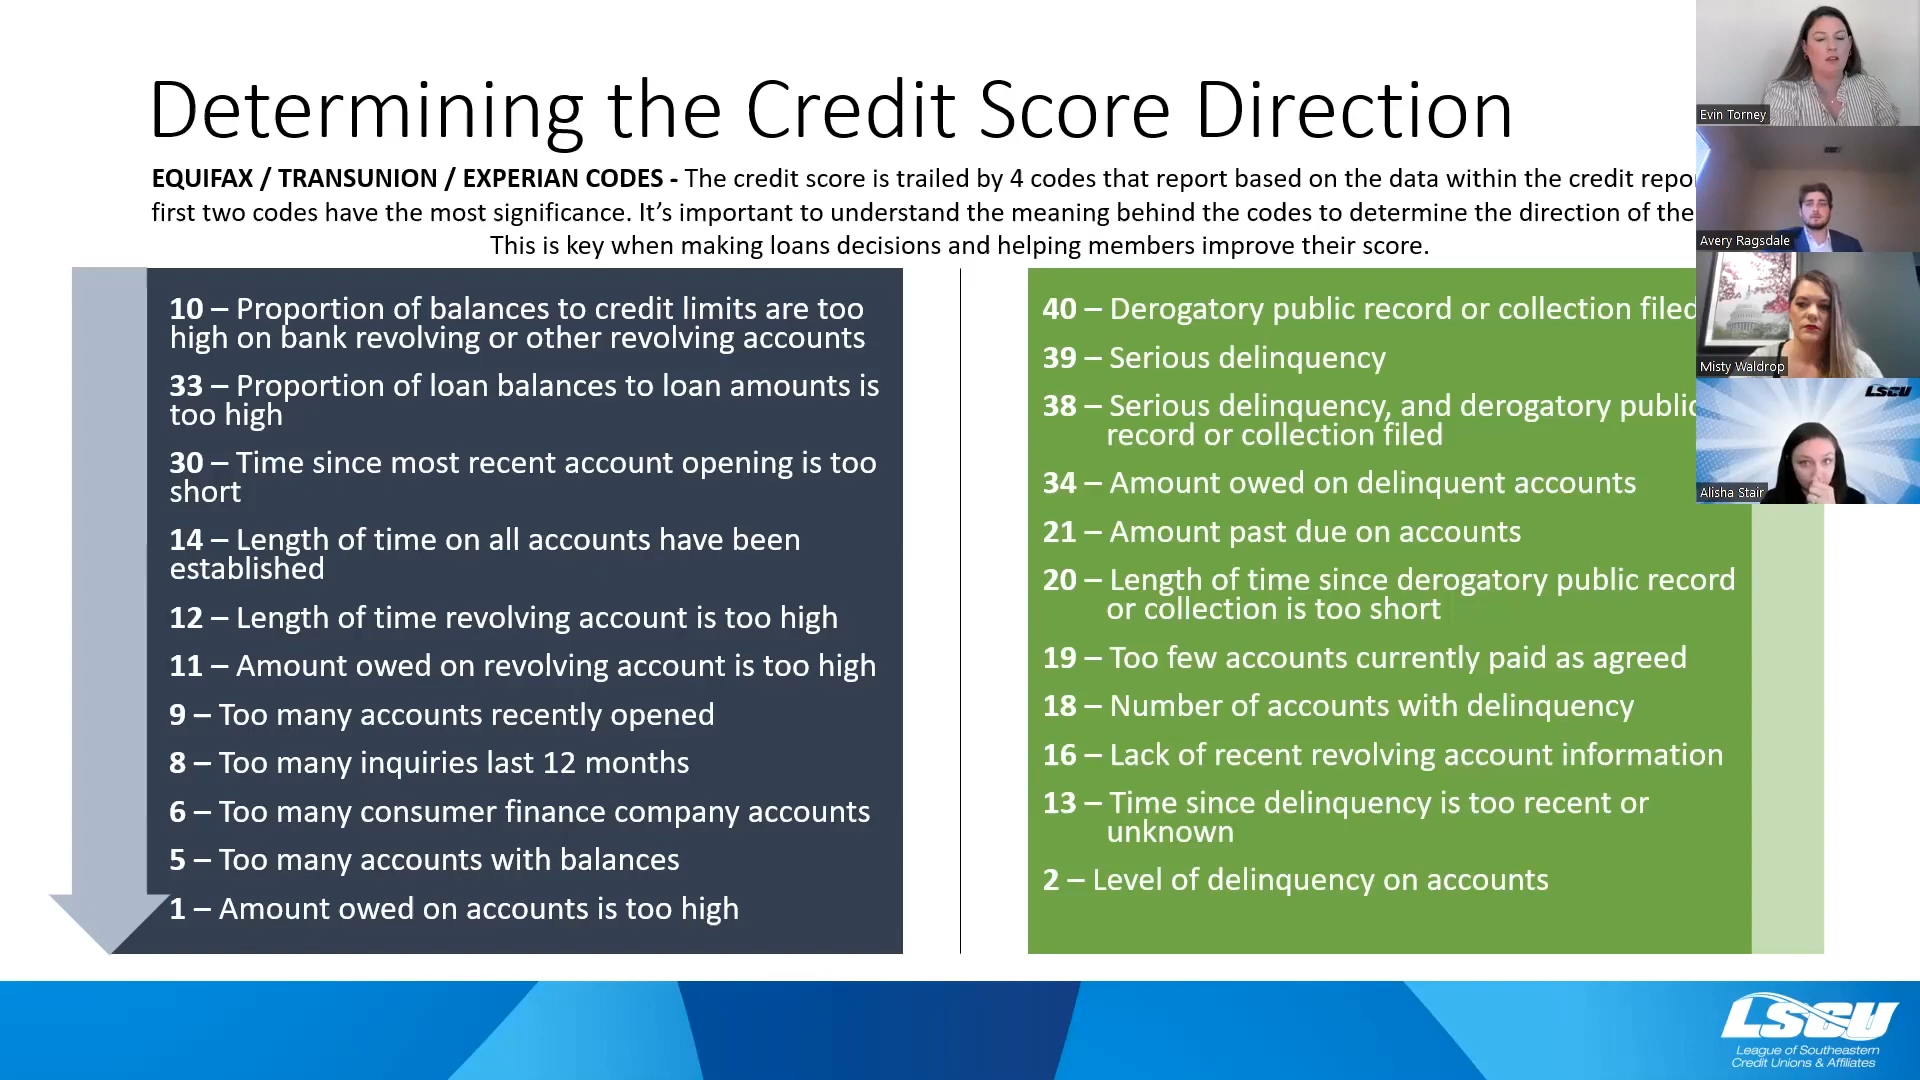 Determining the Credit Score Direction
EQUIFAX / TRANSUNION / EXPERIAN CODES - The credit score is trailed by 4 codes that report based on the data within the credit repo
first two codes have the most significance. It’s important to understand the meaning behind the codes to determine the direction of the
This is key when making loans decisions and helping members improve their score.
10 – Proportion of balances to credit limits are too
high on bank revolving or other revolving accounts
33 – Proportion of loan balances to loan amounts is
too high
30 – Time since most recent account opening is too
short
14 – Length of time on all accounts have been
established
12 – Length of time revolving account is too high
11 – Amount owed on revolving account is too high
9 – Too many accounts recently opened
8 – Too many inquiries last 12 months
6 – Too many consumer finance company accounts
5 – Too many accounts with balances
1 – Amount owed on accounts is too high
40 – Derogatory public record or collection filed
39 – Serious delinquency
38 – Serious delinquency, and derogatory public
record or collection filed
34 – Amount owed on delinquent accounts
21 – Amount past due on accounts
20 – Length of time since derogatory public record
or collection is too short
19 – Too few accounts currently paid as agreed
18 – Number of accounts with delinquency
16 – Lack of recent revolving account information
13 – Time since delinquency is too recent or
unknown
2 – Level of delinquency on accounts
Evin Torney
Avery Ragsdale
Misty Waldrop
LSCU
Alisha Stair
LSCU
League of Southeastern
Credit Unions & Affiliates